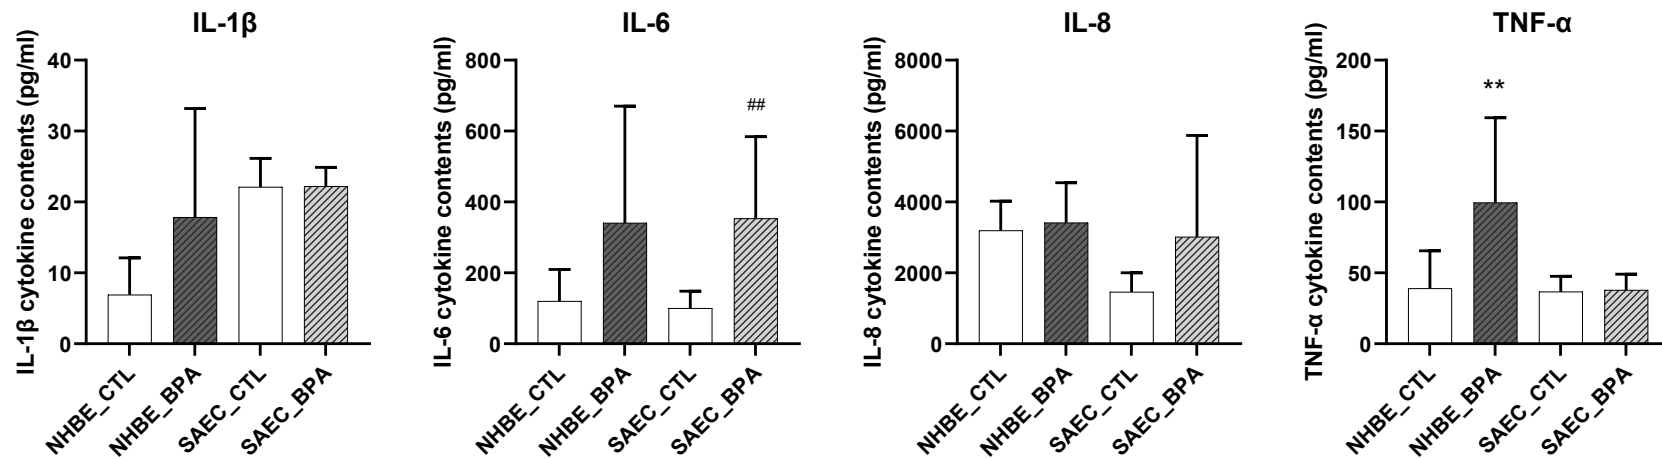 IL-1β
IL-1β cytokine contents (pg/ml)
40
30
20
10
0
NHBE_CTL
NHBE_BPA
SAEC_CTL
SAEC_BPA
IL-6
IL-6 cytokine contents (pg/ml)
800
600
400
200
0
##
NHBE_CTL
NHBE_BPA
SAEC_CTL
SAEC_BPA
IL-8
IL-8 cytokine contents (pg/ml)
8000
6000
4000
2000
0
NHBE_CTL
NHBE_BPA
SAEC_CTL
SAEC_BPA
TNF-α
TNF-α cytokine contents (pg/ml)
200
150
100
50
0
**
NHBE_CTL
NHBE_BPA
SAEC_CTL
SAEC_BPA